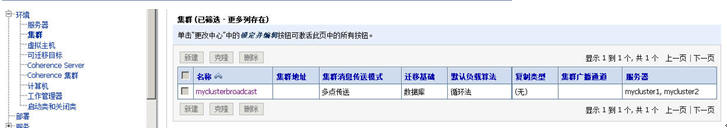 环境
服务器
集群
虚拟主机
可迁移目标
Coherence Server
Coherence 集群
计算机
工作管理器
启动类和关闭类
部署
服务
集群 (已筛选 - 更多列存在)
单击"更改中心"中的锁定并编辑按钮可激活此页中的所有按钮。
新建 克隆 删除 显示 1 到 1 个, 共 1 个 上一页 | 下一页
名称 集群地址 集群消息传送模式 迁移基础 默认负载算法 复制类型 集群广播通道 服务器
myclusterbroadcast 多点传送 数据库 循环法 (无) mycluster1, mycluster2
新建 克隆 删除 显示 1 到 1 个, 共 1 个 上一页 | 下一页